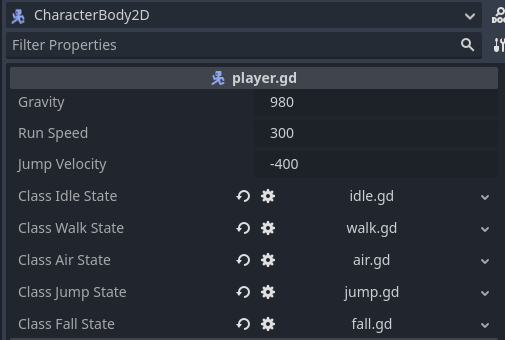 CharacterBody2D
DOC
Filter Properties
player.gd
Gravity 980
Run Speed 300
Jump Velocity -400
Class Idle State idle.gd
Class Walk State walk.gd
Class Air State air.gd
Class Jump State jump.gd
Class Fall State fall.gd